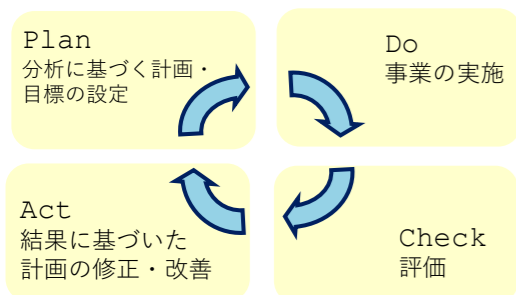 Plan
分析に基づく計画・
目標の設定
Do
事業の実施
Act
結果に基づいた
計画の修正・改善
Check
評価